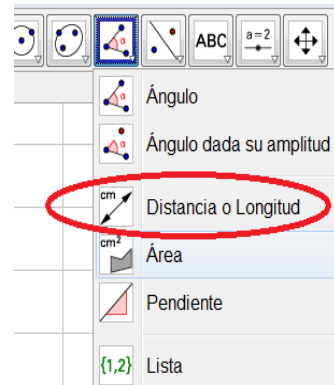 α ABC a=2
α Ángulo
α Ángulo dada su amplitud
cm Distancia o Longitud
cm² Área
Pendiente
{1,2} Lista